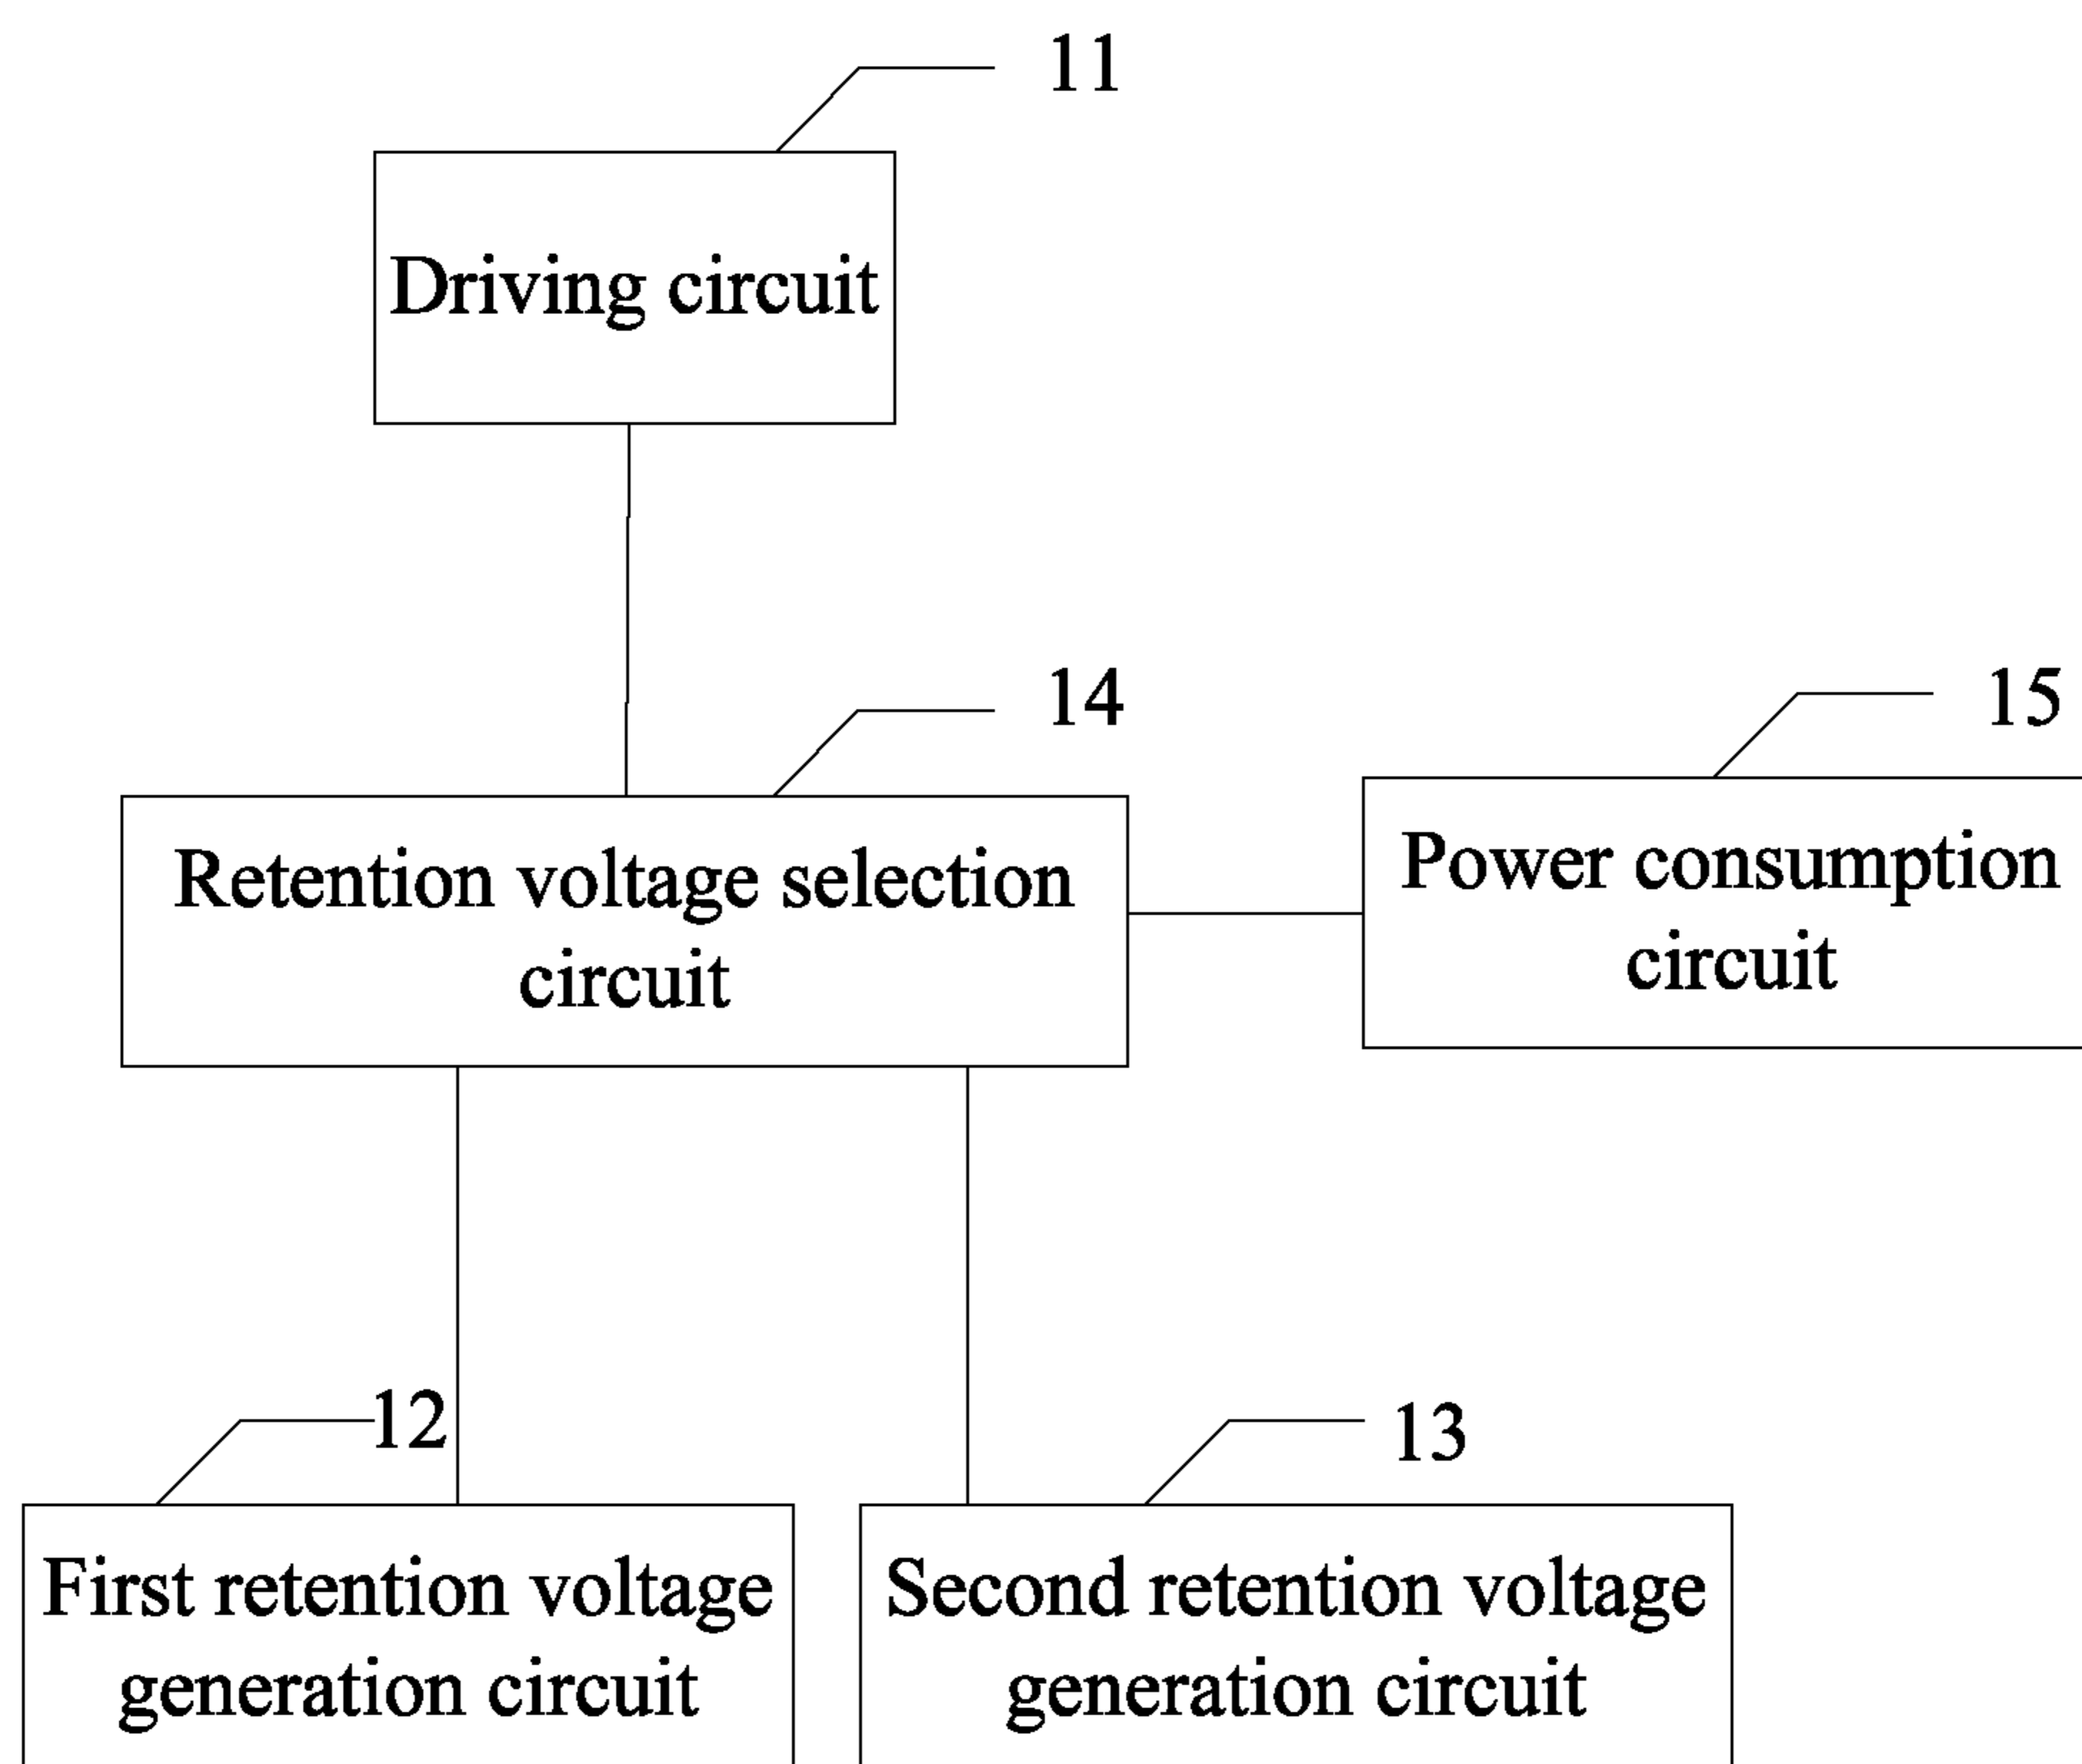 11
Driving circuit
14
15
Retention voltage selection
circuit
Power consumption
circuit
12
13
First retention voltage
generation circuit
Second retention voltage
generation circuit